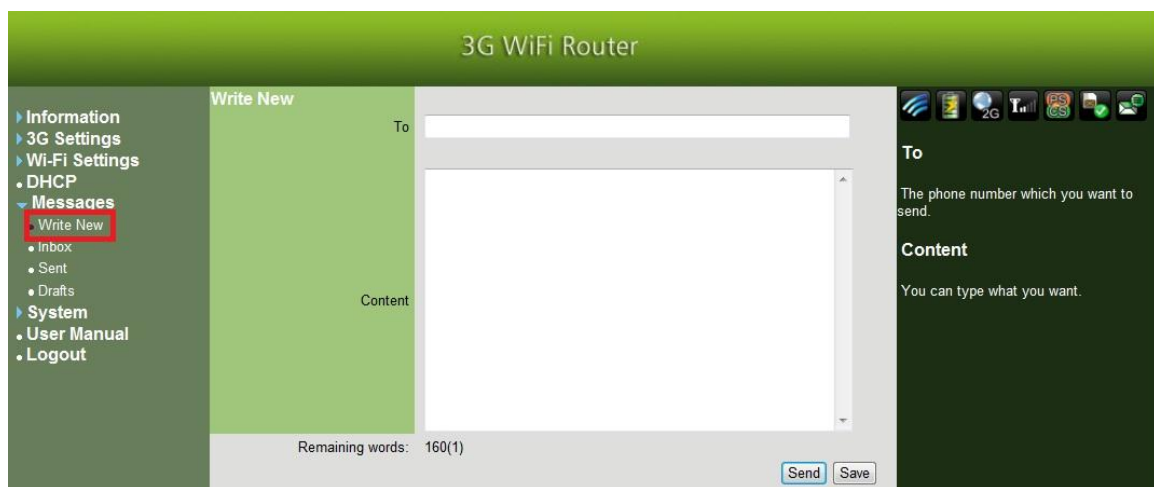 3G WiFi Router
Information
3G Settings
Wi-Fi Settings
DHCP
Messages
Write New
Inbox
Sent
Drafts
System
User Manual
Logout
Write New
To
Content
Remaining words: 160(1)
Send Save
2G
PS
CS
To
The phone number which you want to
send.
Content
You can type what you want.